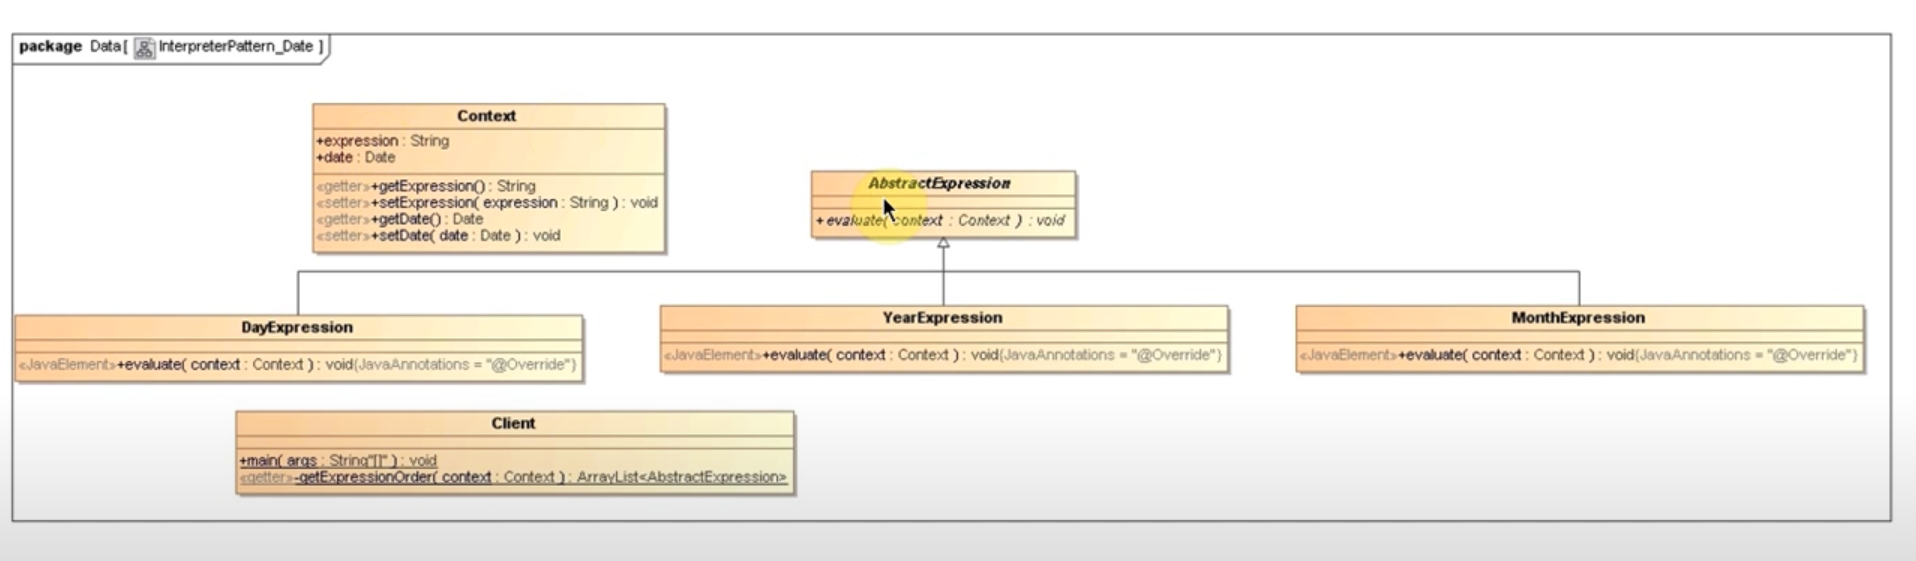 package Data[ InterpreterPattern_Date ]
Context
+expression : String
+date : Date
«getter»+getExpression() : String
«setter»+setExpression( expression : String ) : void
«getter»+getDate() : Date
«setter»+setDate( date : Date ) : void
AbstractExpression
+evaluate( context : Context ) : void
DayExpression
«JavaElement»+evaluate( context : Context ) : void{JavaAnnotations = "@Override"}
YearExpression
«JavaElement»+evaluate( context : Context ) : void{JavaAnnotations = "@Override"}
MonthExpression
«JavaElement»+evaluate( context : Context ) : void{JavaAnnotations = "@Override"}
Client
+main( args : String"[]" ) : void
«getter»-getExpressionOrder( context : Context ) : ArrayList<AbstractExpression>